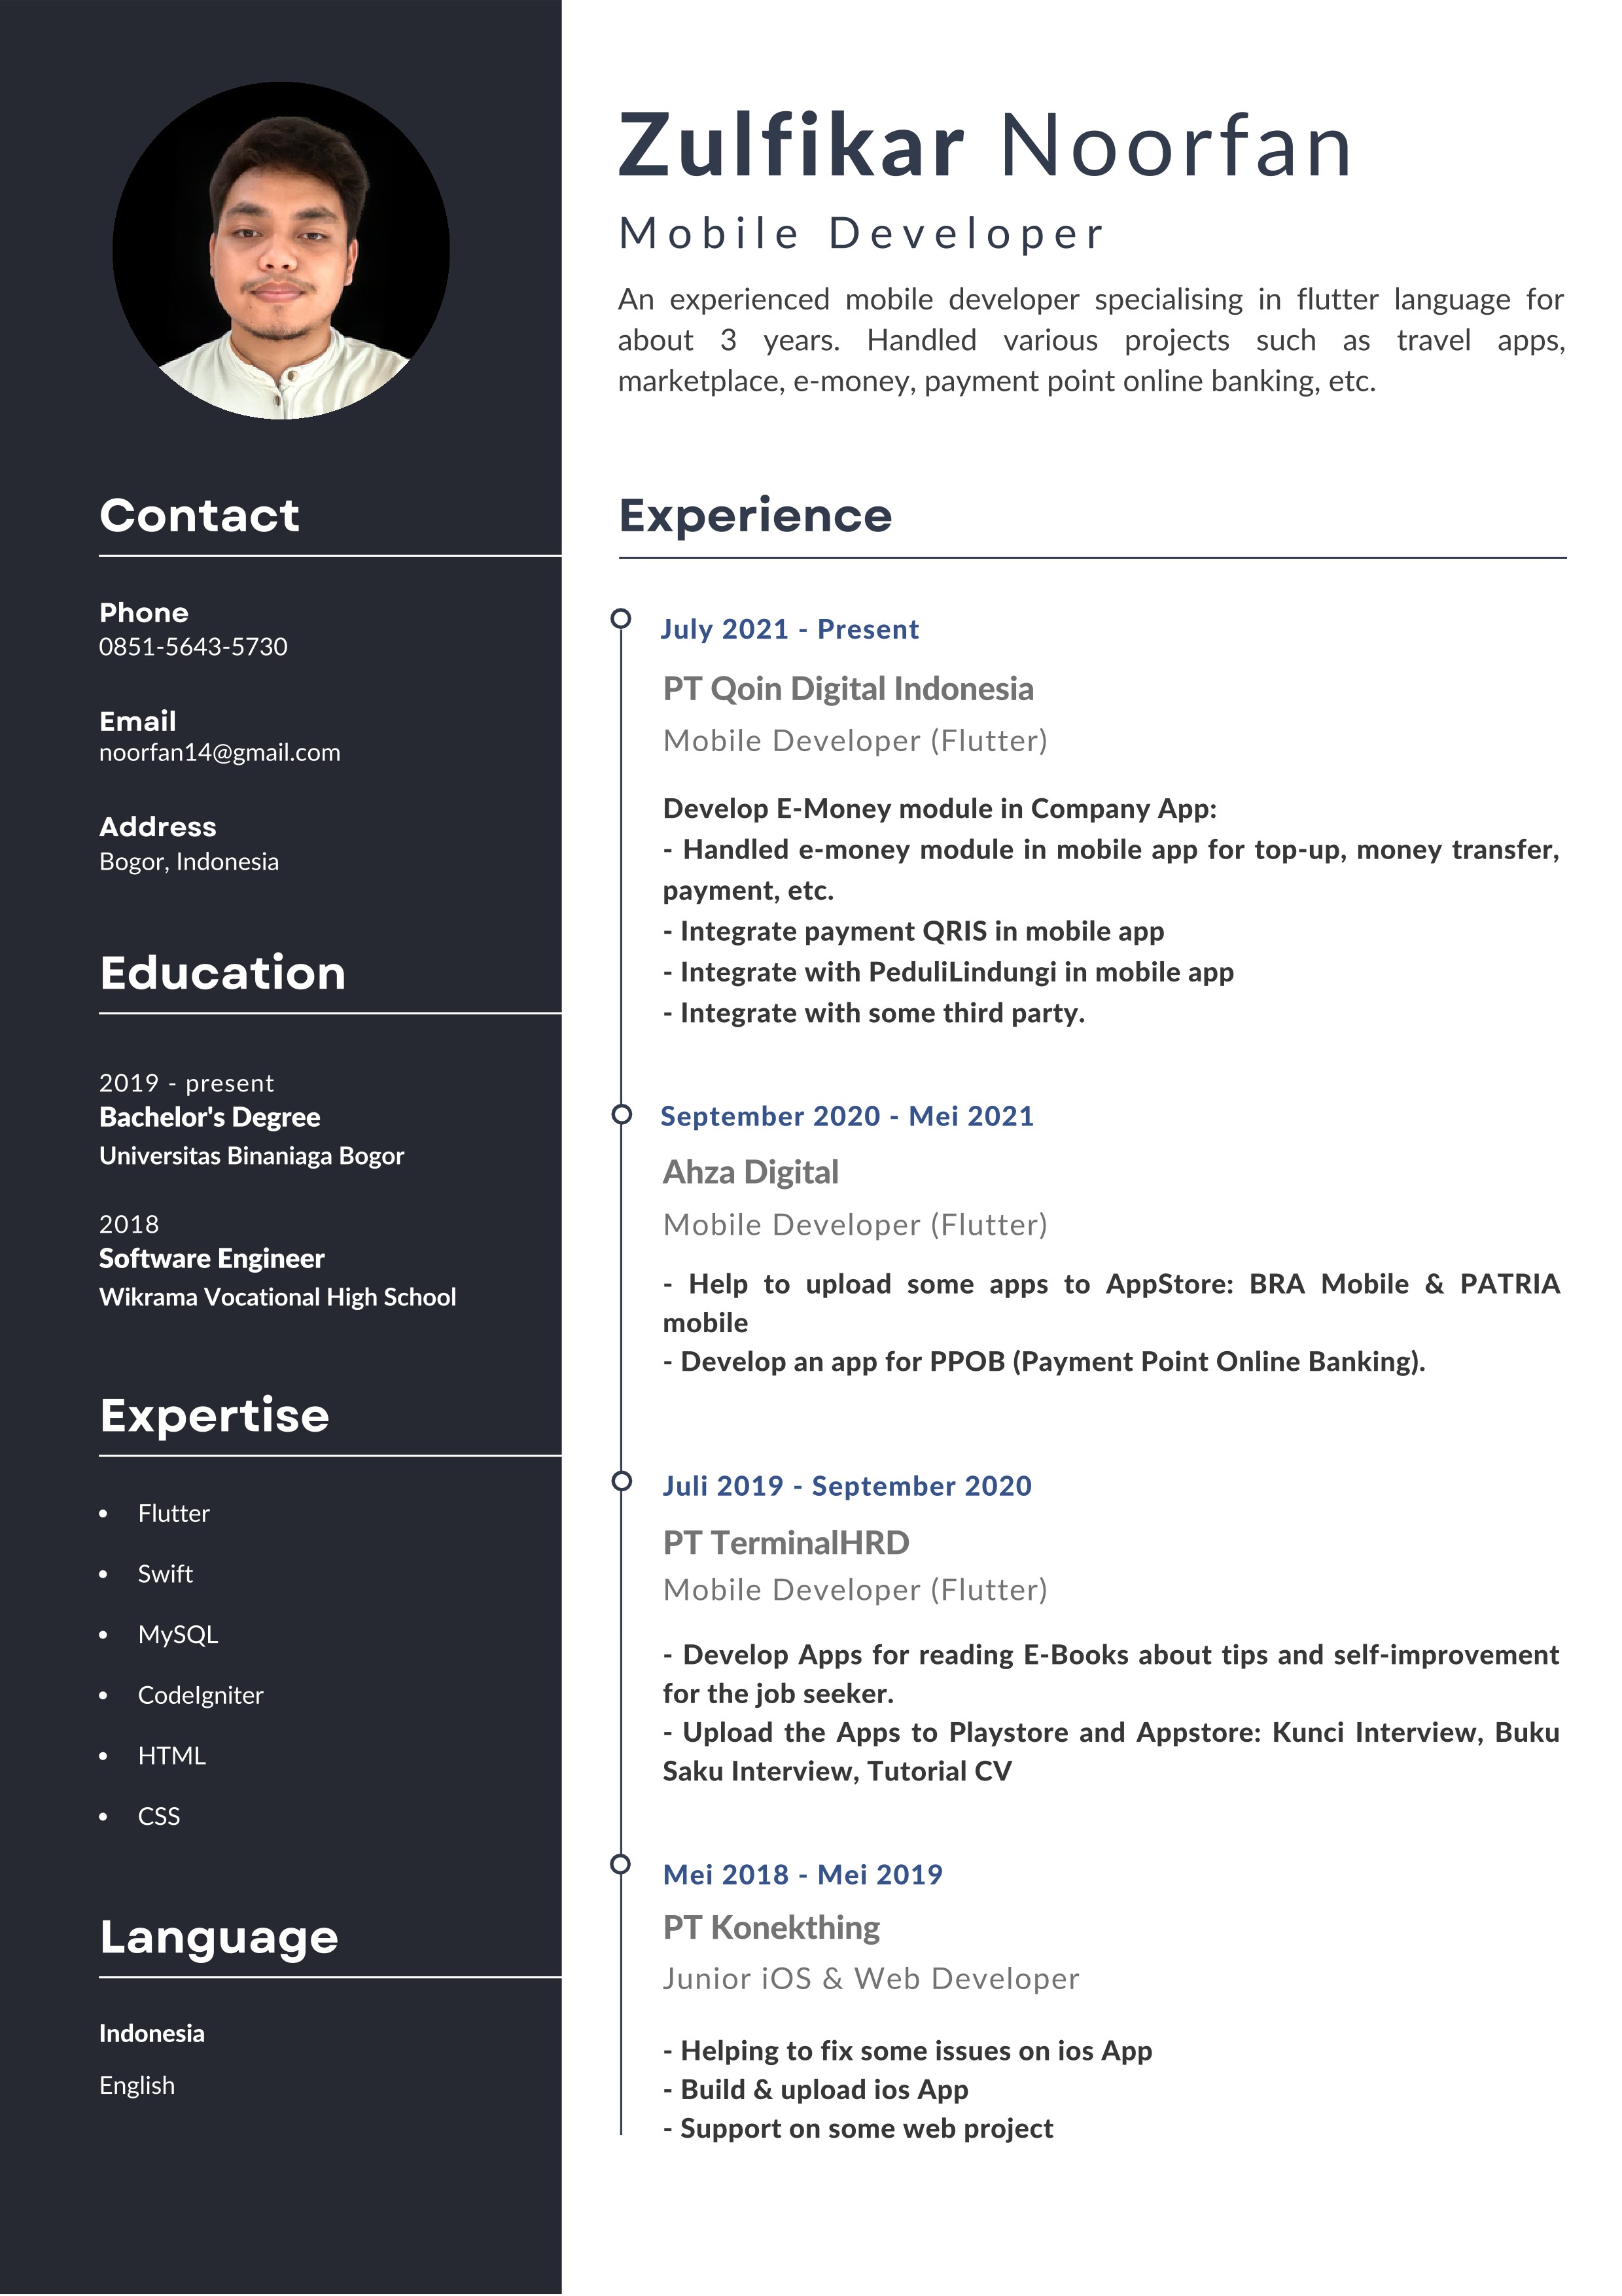 Zulfikar Noorfan
Mobile Developer
An experienced mobile developer specialising in flutter language for
about 3 years. Handled various projects such as travel apps,
marketplace, e-money, payment point online banking, etc.
Contact
Phone
0851-5643-5730
Email
noorfan14@gmail.com
Address
Bogor, Indonesia
Education
2019 - present
Bachelor's Degree
Universitas Binaniaga Bogor
2018
Software Engineer
Wikrama Vocational High School
Expertise
• Flutter
• Swift
• MySQL
• CodeIgniter
• HTML
• CSS
Language
Indonesia
English
Experience
July 2021 - Present
PT Qoin Digital Indonesia
Mobile Developer (Flutter)
Develop E-Money module in Company App:
- Handled e-money module in mobile app for top-up, money transfer,
payment, etc.
- Integrate payment QRIS in mobile app
- Integrate with PeduliLindungi in mobile app
- Integrate with some third party.
September 2020 - Mei 2021
Ahza Digital
Mobile Developer (Flutter)
- Help to upload some apps to AppStore: BRA Mobile & PATRIA
mobile
- Develop an app for PPOB (Payment Point Online Banking).
Juli 2019 - September 2020
PT TerminalHRD
Mobile Developer (Flutter)
- Develop Apps for reading E-Books about tips and self-improvement
for the job seeker.
- Upload the Apps to Playstore and Appstore: Kunci Interview, Buku
Saku Interview, Tutorial CV
Mei 2018 - Mei 2019
PT Konekthing
Junior iOS & Web Developer
- Helping to fix some issues on ios App
- Build & upload ios App
- Support on some web project